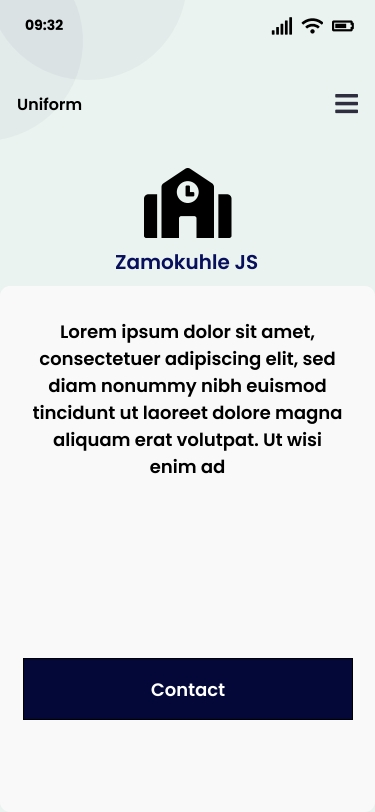 09:32
Uniform
Zamokuhle JS
Lorem ipsum dolor sit amet,
consectetuer adipiscing elit, sed
diam nonummy nibh euismod
tincidunt ut laoreet dolore magna
aliquam erat volutpat. Ut wisi
enim ad
Contact